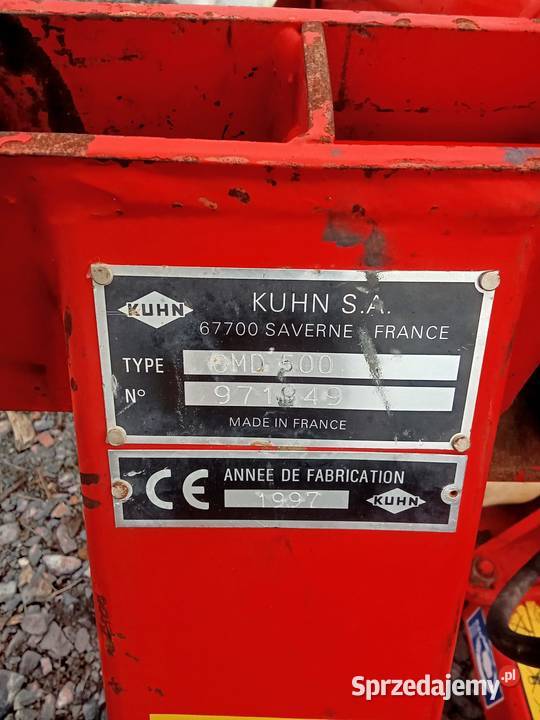 KUHN
KUHN S.A.
67700 SAVERNE - FRANCE
TYPE GMD 500
N° 971849
MADE IN FRANCE
CE ANNEE DE FABRICATION
1997 KUHN
Sprzedajemy.pl